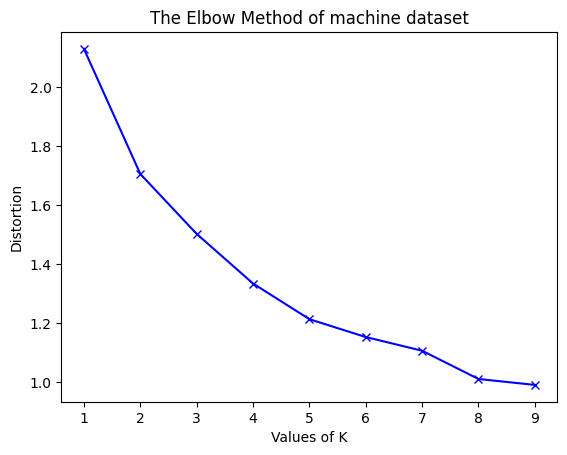 The Elbow Method of machine dataset
Distortion
2.0
1.8
1.6
1.4
1.2
1.0
1 2 3 4 5 6 7 8 9
Values of K